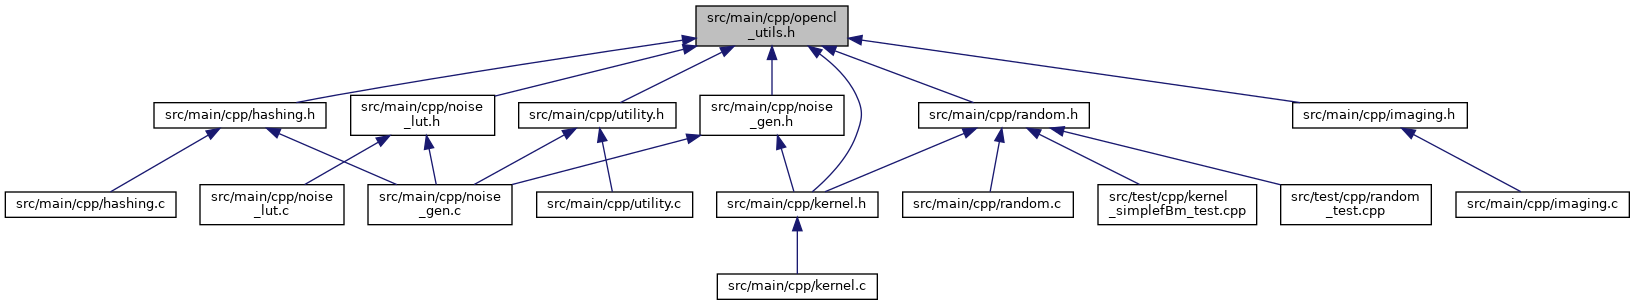 src/main/cpp/opencl
_utils.h
src/main/cpp/hashing.h
src/main/cpp/noise
_lut.h
src/main/cpp/utility.h
src/main/cpp/noise
_gen.h
src/main/cpp/random.h
src/main/cpp/imaging.h
src/main/cpp/hashing.c
src/main/cpp/noise
_lut.c
src/main/cpp/noise
_gen.c
src/main/cpp/utility.c
src/main/cpp/kernel.h
src/main/cpp/random.c
src/test/cpp/kernel
_simplefBm_test.cpp
src/test/cpp/random
_test.cpp
src/main/cpp/imaging.c
src/main/cpp/kernel.c